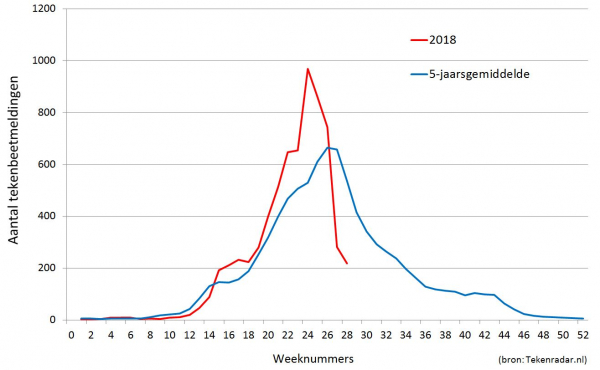 1200
1000
800
600
400
200
0
Aantal tekenbeetmeldingen
2018
5-jaarsgemiddelde
0 2 4 6 8 10 12 14 16 18 20 22 24 26 28 30 32 34 36 38 40 42 44 46 48 50 52
Weeknummers
(bron: Tekenradar.nl)